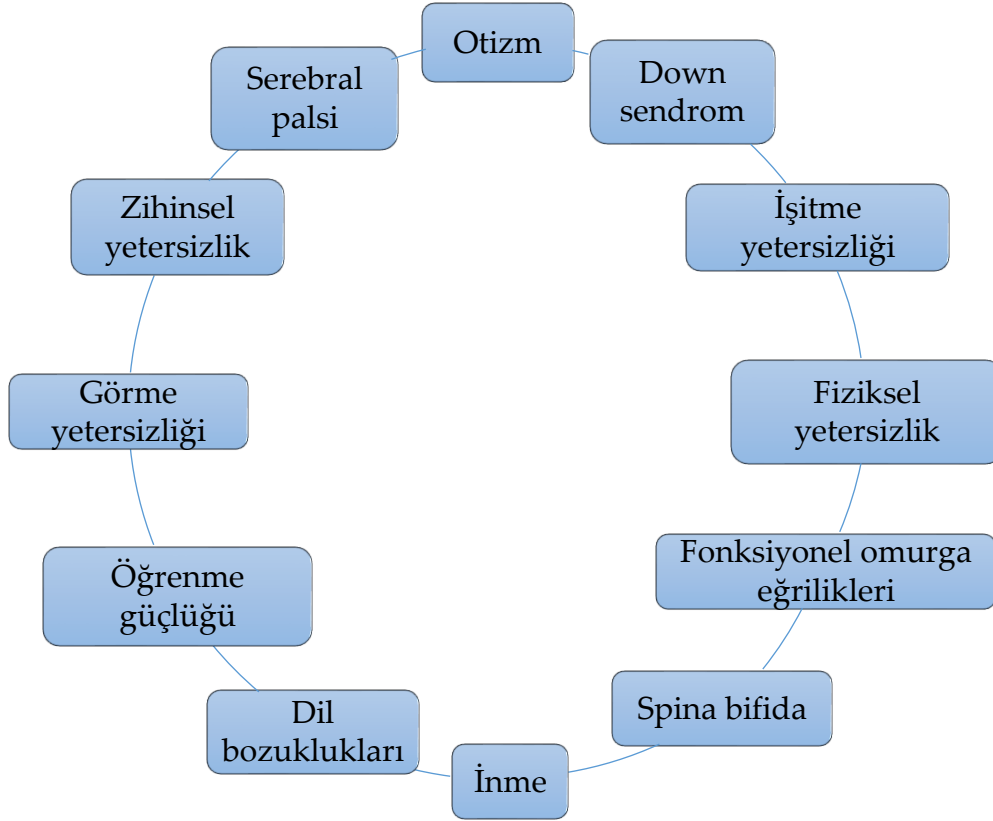 Otizm
Down
sendrom
İşitme
yetersizliği
Fiziksel
yetersizlik
Fonksiyonel omurga
eğrilikleri
Spina bifida
İnme
Dil
bozuklukları
Öğrenme
güçlüğü
Görme
yetersizliği
Zihinsel
yetersizlik
Serebral
palsi